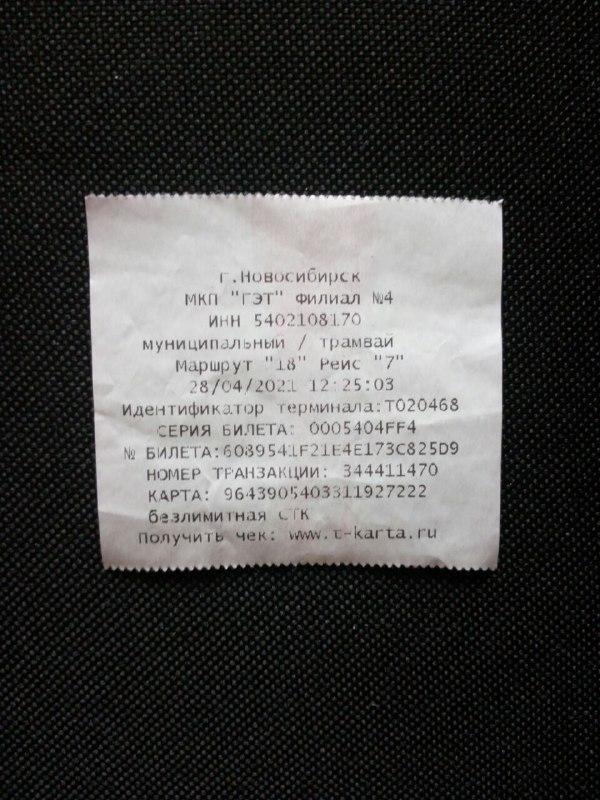 г.Новосибирск
МКП "ГЭТ" Филиал №4
ИНН 5402108170
муниципальный / трамвай
Маршрут "18" Рейс "7"
28/04/2021 12:25:03
Идентификатор терминала:T020468
СЕРИЯ БИЛЕТА: 0005404FF4
№ БИЛЕТА:6089541F21E4E173C825D9
НОМЕР ТРАНЗАКЦИИ: 344411470
КАРТА: 9643905403311927222
безлимитная СТК
Получить чек: www.t-karta.ru